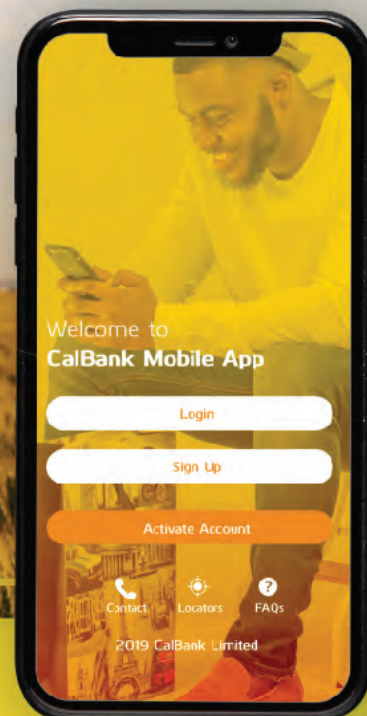 Welcome to
CalBank Mobile App
Login
Sign Up
Activate Account
Contact Locators FAQs
2019 CalBank Limited